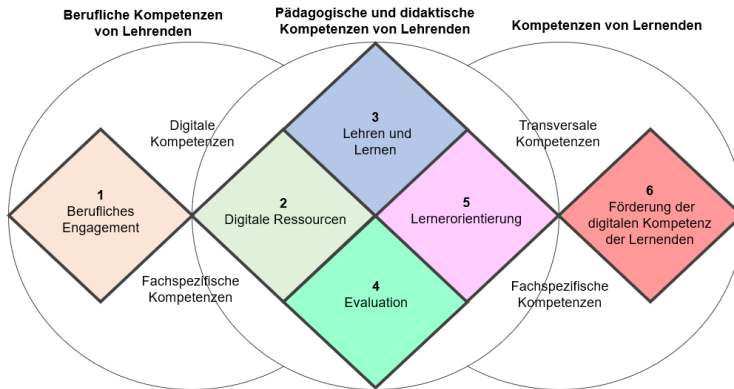 Berufliche Kompetenzen
von Lehrenden
Pädagogische und didaktische
Kompetenzen von Lehrenden
Kompetenzen von Lernenden
Digitale
Kompetenzen
3
Lehren und
Lernen
Transversale
Kompetenzen
1
Berufliches
Engagement
2
Digitale Ressourcen
5
Lernerorientierung
6
Förderung der
digitalen Kompetenz
der Lernenden
Fachspezifische
Kompetenzen
4
Evaluation
Fachspezifische
Kompetenzen